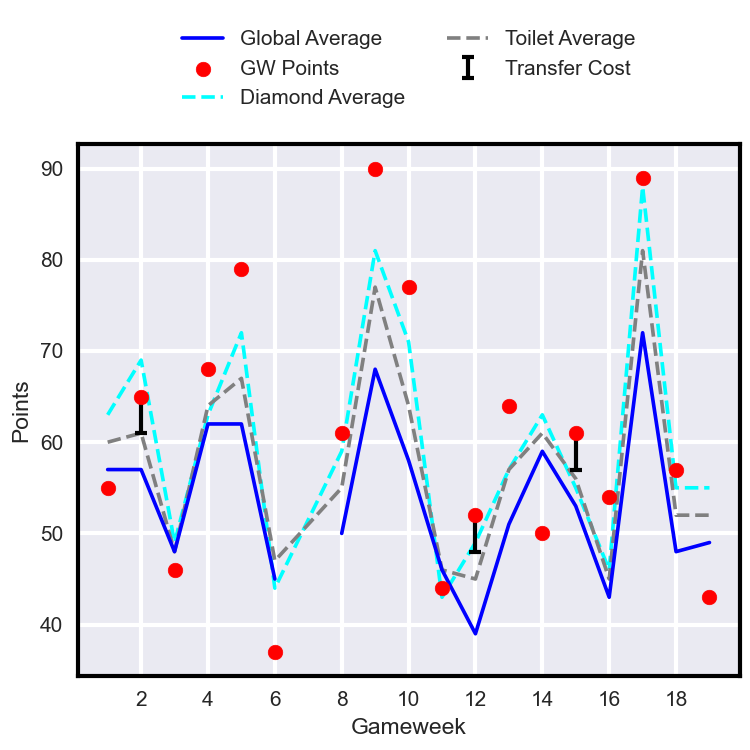 Global Average
GW Points
Diamond Average
Toilet Average
Transfer Cost
90
80
70
60
50
40
Points
2 4 6 8 10 12 14 16 18
Gameweek